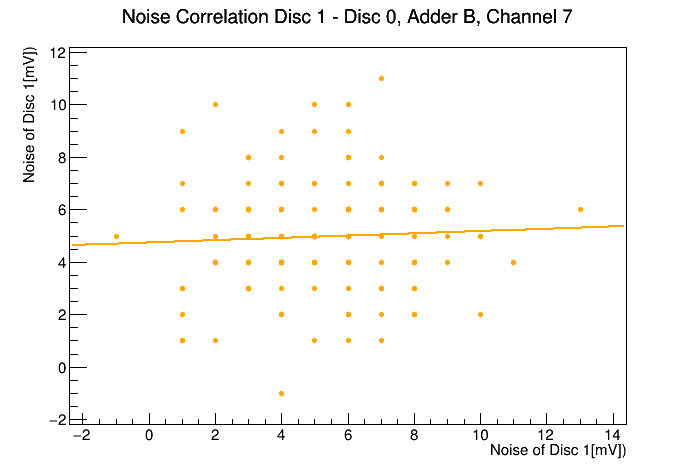 Noise Correlation Disc 1 - Disc 0, Adder B, Channel 7
Noise of Disc 1[mV])
12
10
8
6
4
2
0
−2
−2 0 2 4 6 8 10 12 14
Noise of Disc 1[mV])